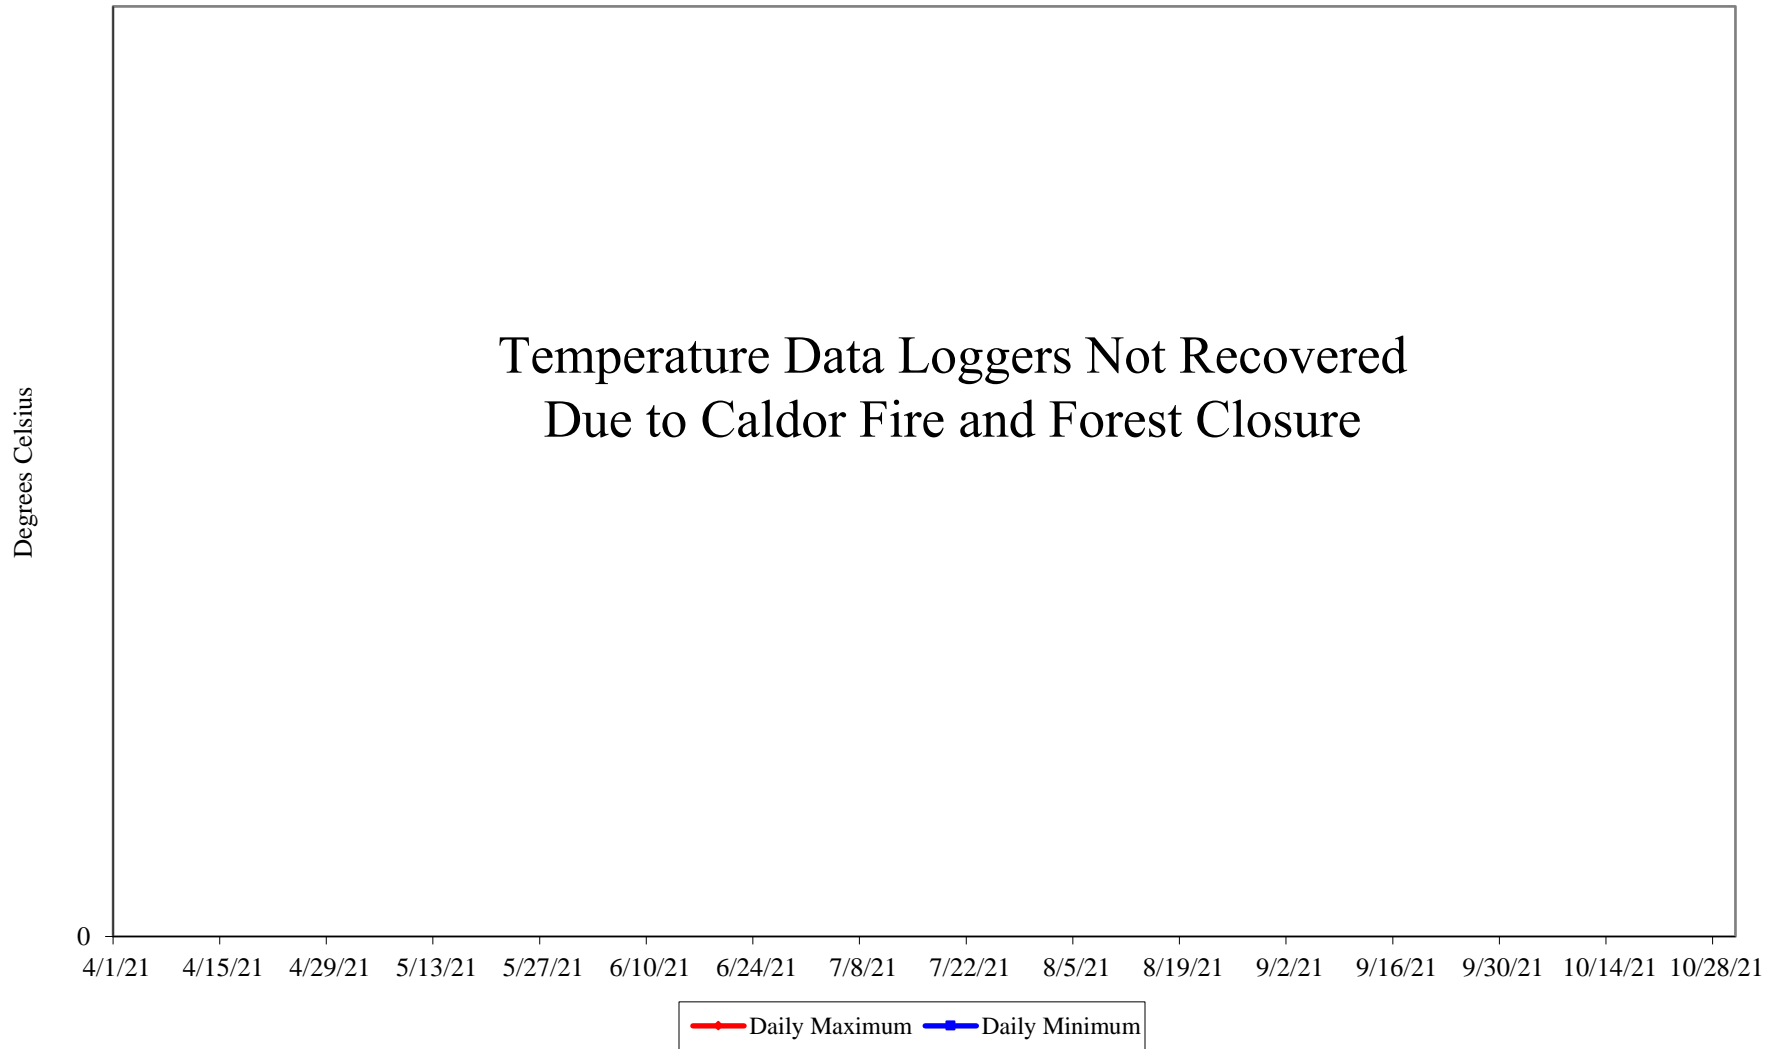 Temperature Data Loggers Not Recovered
Due to Caldor Fire and Forest Closure
Degrees Celsius
0
4/1/21 4/15/21 4/29/21 5/13/21 5/27/21 6/10/21 6/24/21 7/8/21 7/22/21 8/5/21 8/19/21 9/2/21 9/16/21 9/30/21 10/14/21 10/28/21
Daily Maximum Daily Minimum